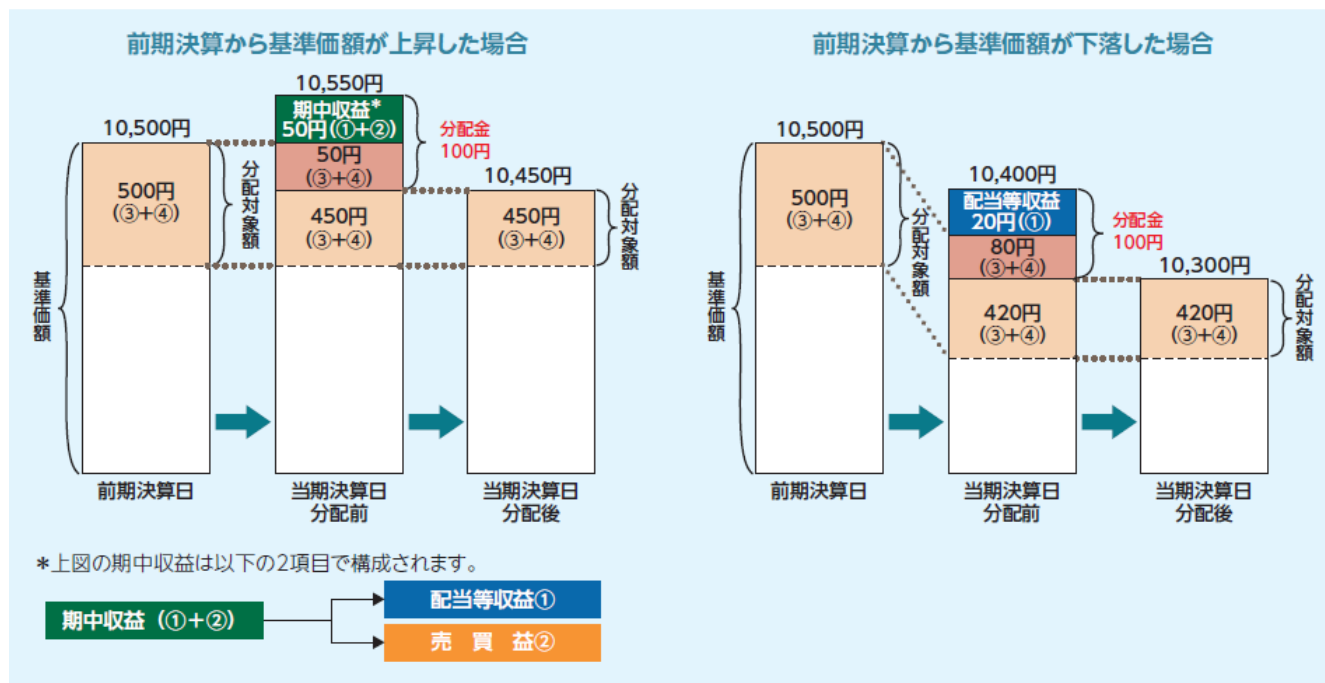 前期決算から基準価額が上昇した場合
10,500円
500円
(③+④)
分配対象額
基準価額
前期決算日
10,550円
期中収益*
50円(①+②)
50円
(③+④)
450円
(③+④)
分配金
100円
当期決算日
分配前
10,450円
450円
(③+④)
分配対象額
当期決算日
分配後
*上図の期中収益は以下の2項目で構成されます。
期中収益（①+②）
配当等収益①
売 買 益②
前期決算から基準価額が下落した場合
10,500円
500円
(③+④)
分配対象額
基準価額
前期決算日
10,400円
配当等収益
20円(①)
80円
(③+④)
420円
(③+④)
分配金
100円
当期決算日
分配前
10,300円
420円
(③+④)
分配対象額
当期決算日
分配後